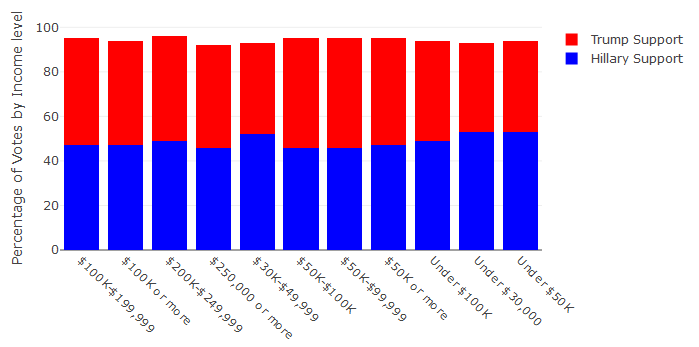 Percentage of Votes by Income level
100
80
60
40
20
0
$100K-$199,999
$100K or more
$200K-$249,999
$250,000 or more
$30K-$49,999
$50K-$100K
$50K-$99,999
$50K or more
Under $100K
Under $30,000
Under $50K
Trump Support
Hillary Support